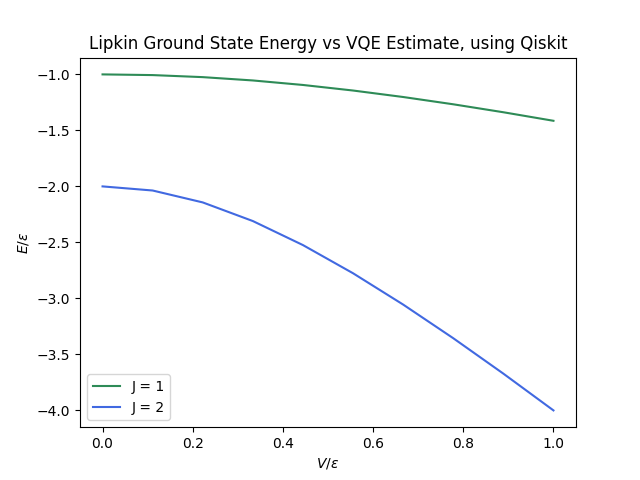 Lipkin Ground State Energy vs VQE Estimate, using Qiskit
−1.0
−1.5
−2.0
−2.5
−3.0
−3.5
−4.0
E/ε
J = 1
J = 2
0.0 0.2 0.4 0.6 0.8 1.0
V/ε